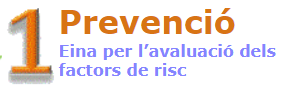 1 Prevenció
Eina per l’avaluació dels
factors de risc